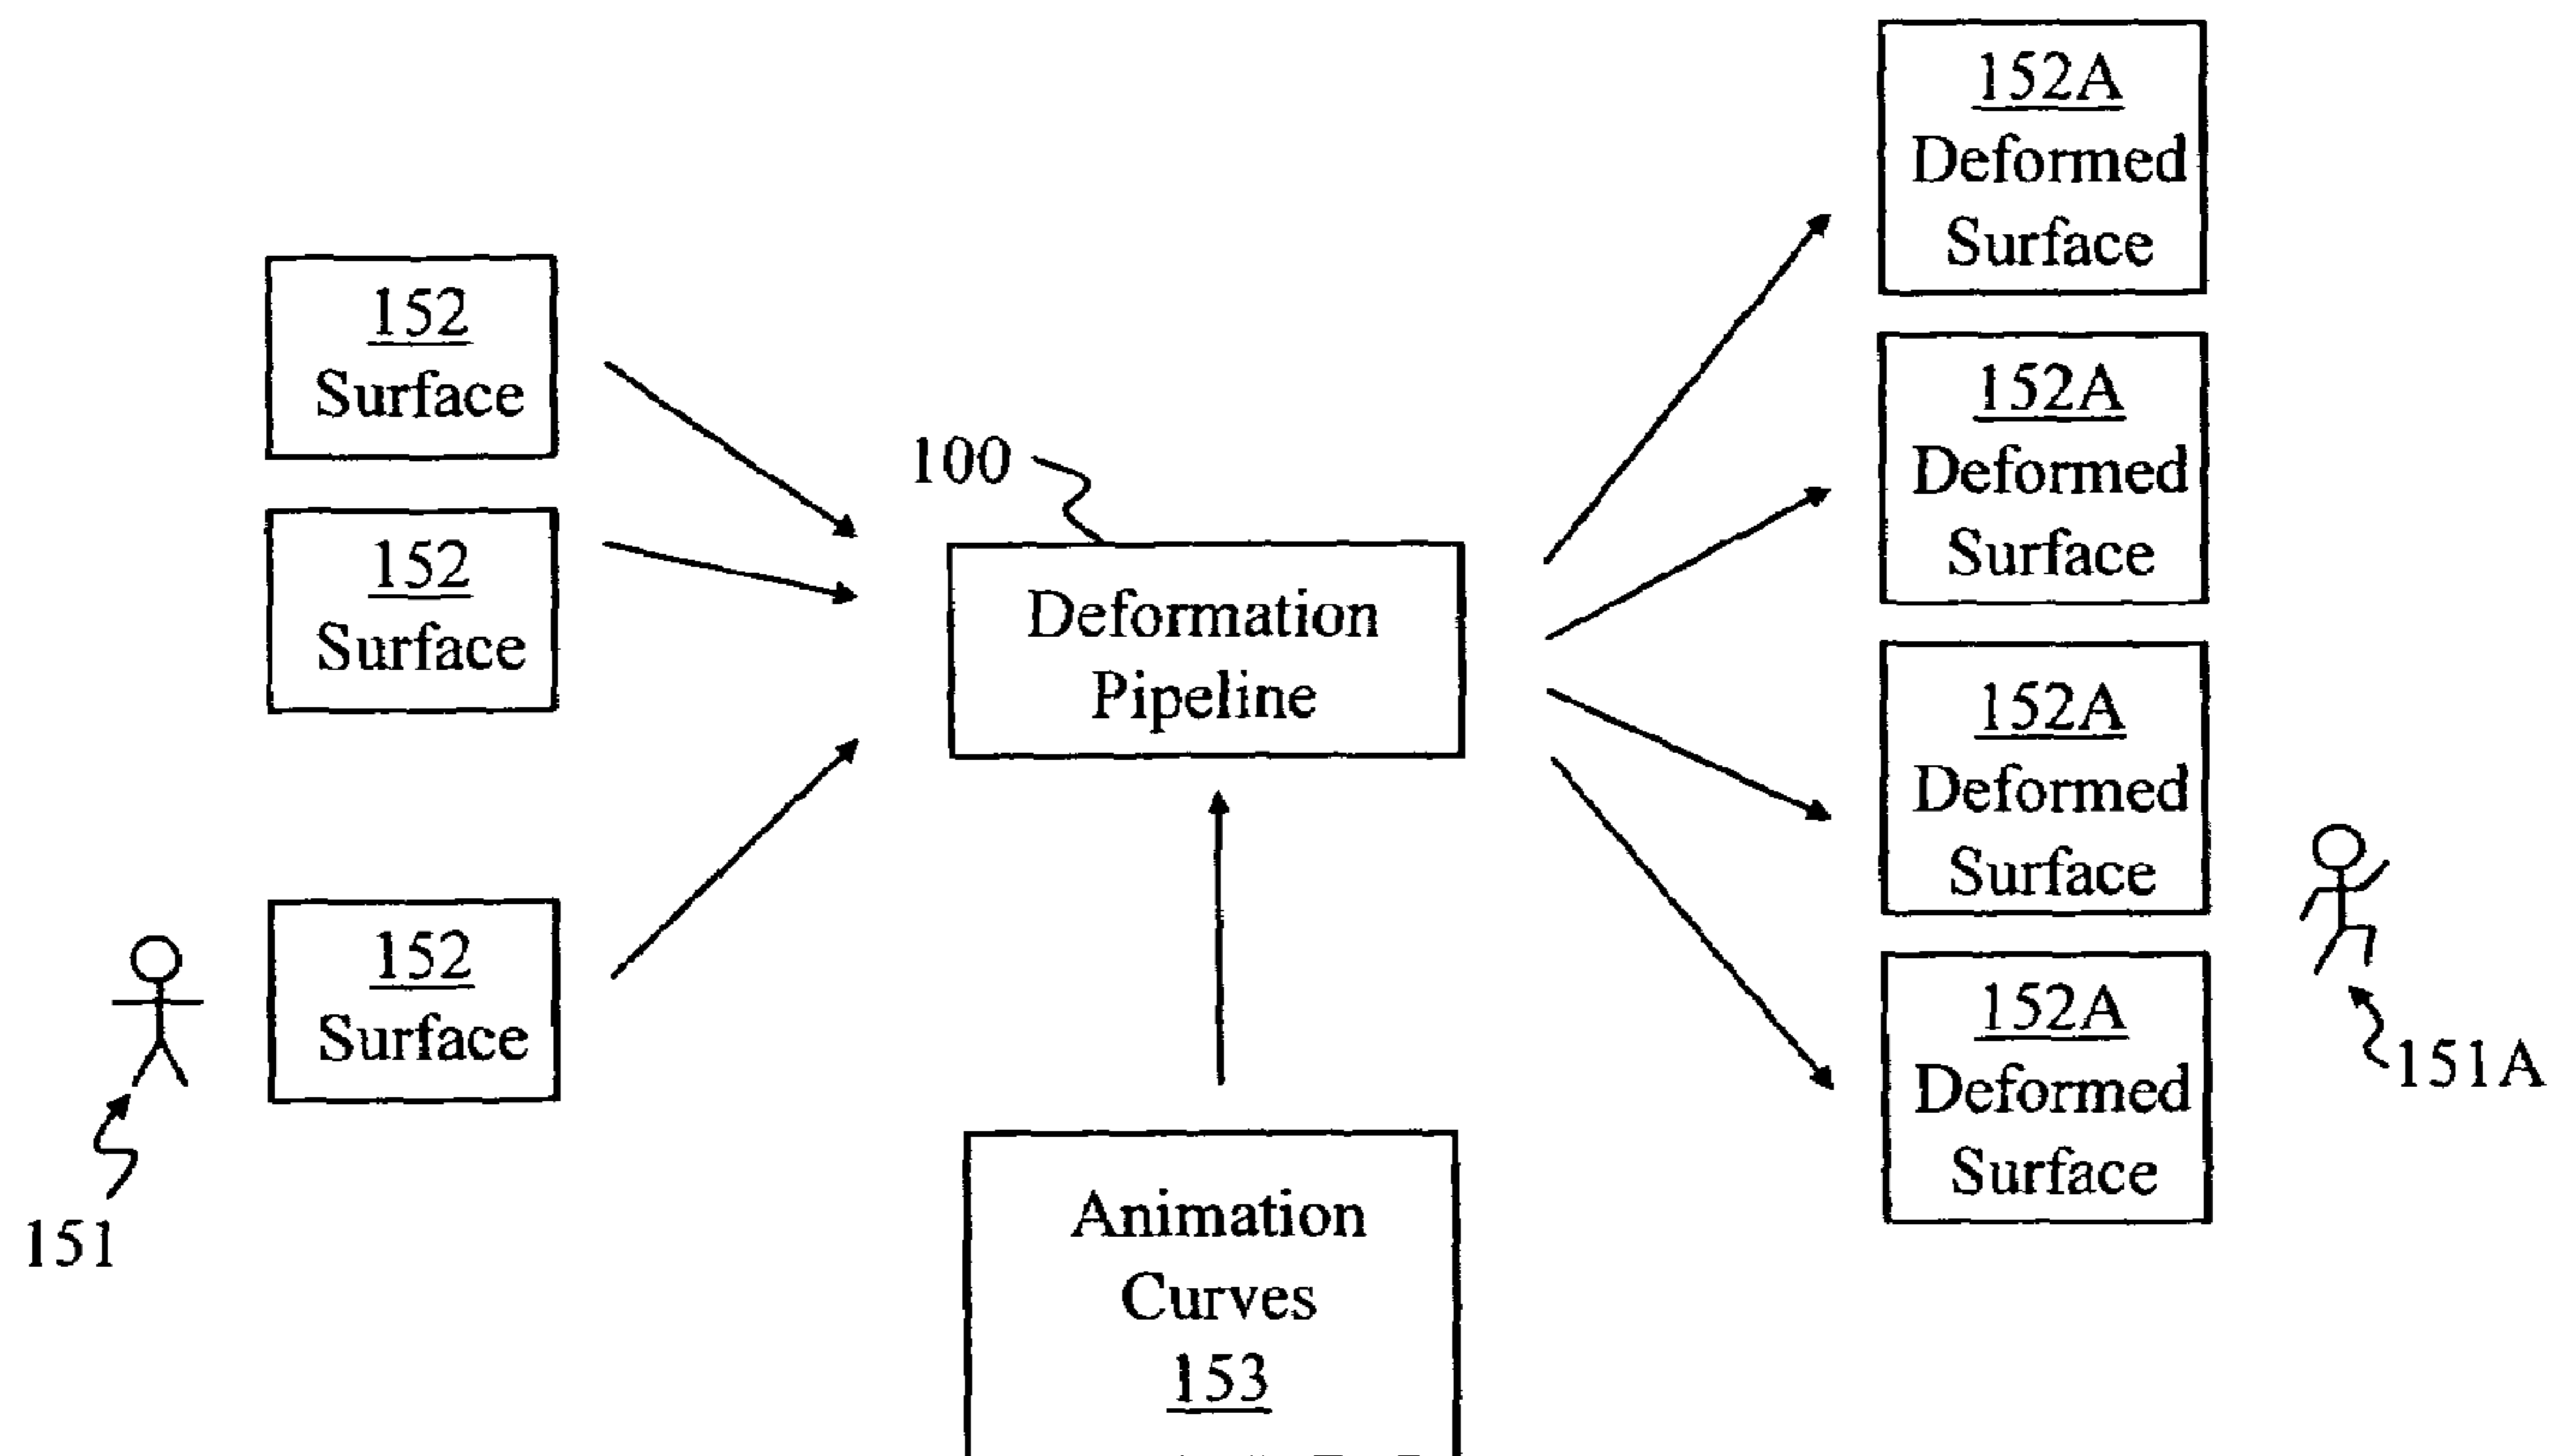 152
Surface
152
Surface
152
Surface
151
100
Deformation
Pipeline
Animation
Curves
153
152A
Deformed
Surface
152A
Deformed
Surface
152A
Deformed
Surface
152A
Deformed
Surface
151A